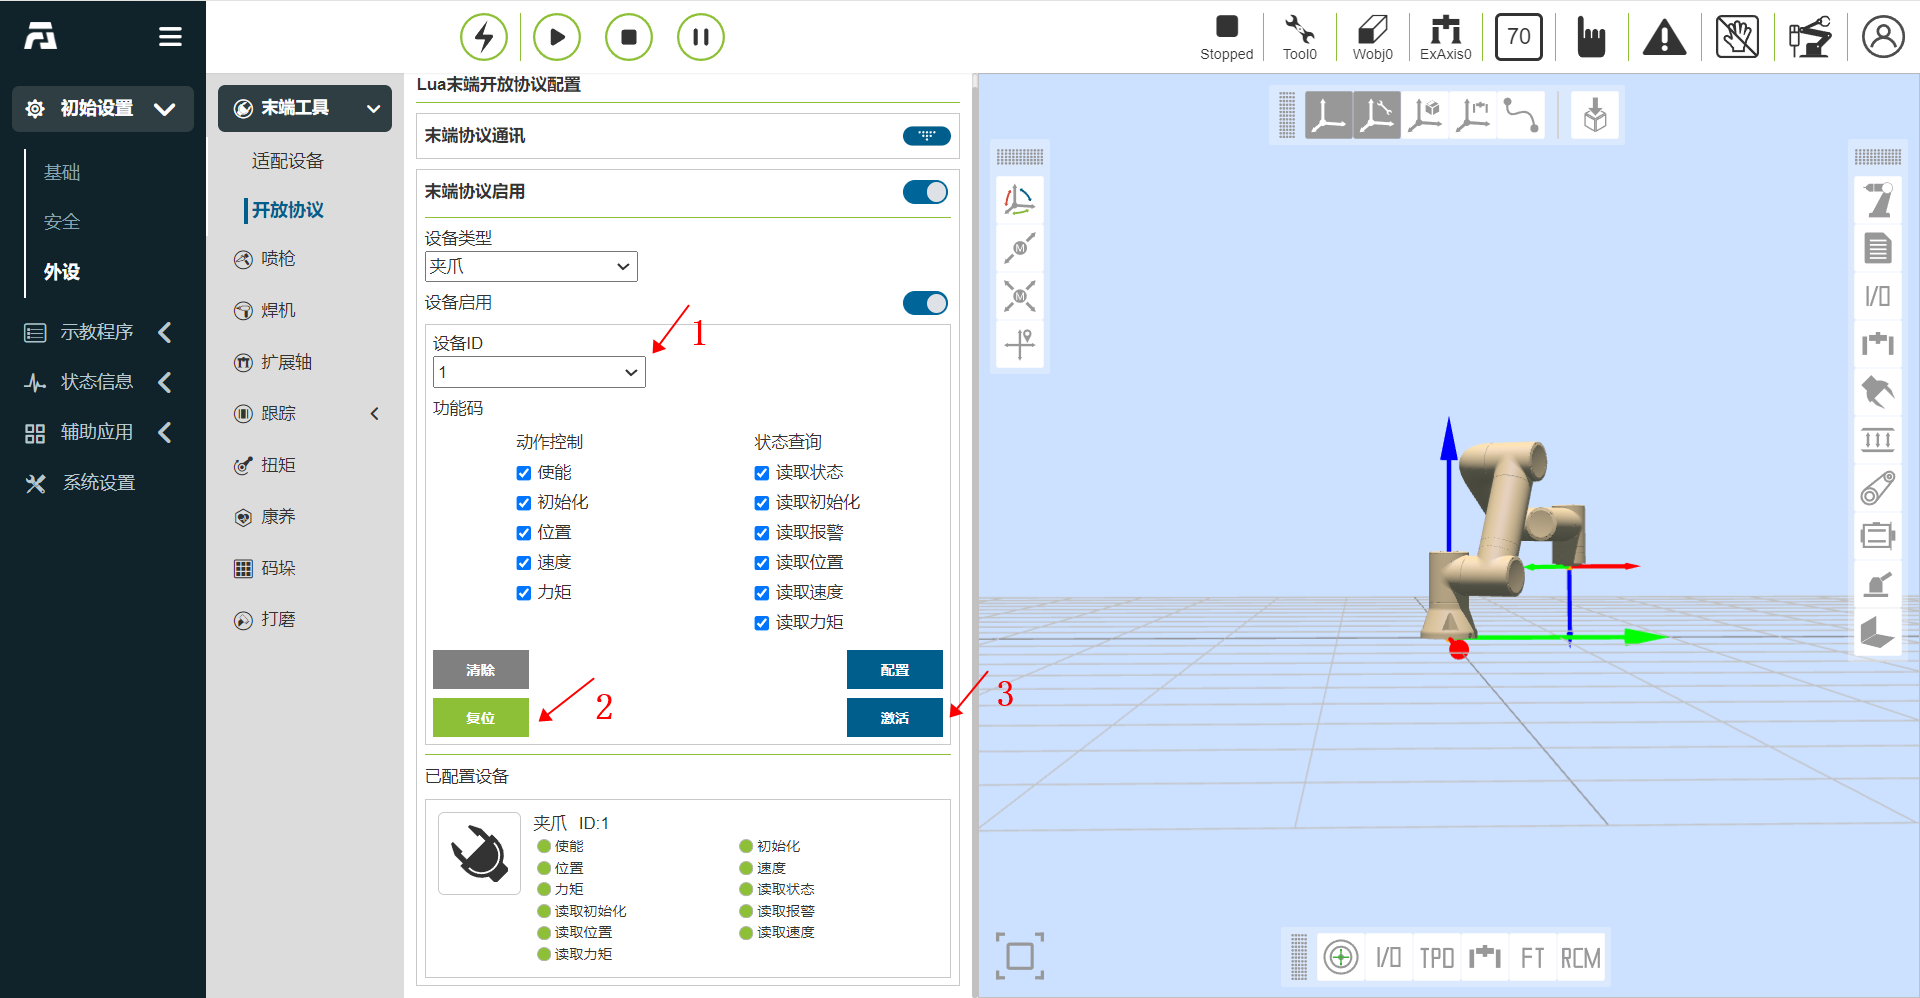 Stopped
Tool0
Wobj0
ExAxis0
70
初始设置
基础
安全
外设
示教程序
状态信息
辅助应用
系统设置
末端工具
适配设备
开放协议
喷枪
焊机
扩展轴
跟踪
扭矩
康养
码垛
打磨
Lua末端开放协议配置
末端协议通讯
末端协议启用
设备类型
夹爪
设备启用
设备ID
1
1
功能码
动作控制
状态查询
使能
读取状态
初始化
读取初始化
位置
读取报警
速度
读取位置
力矩
读取速度
读取力矩
清除
配置
复位
激活
2
3
已配置设备
夹爪 ID:1
使能
初始化
位置
速度
力矩
读取状态
读取初始化
读取报警
读取位置
读取速度
读取力矩
M
M
I/O
I/O
TPD
FT
RCM